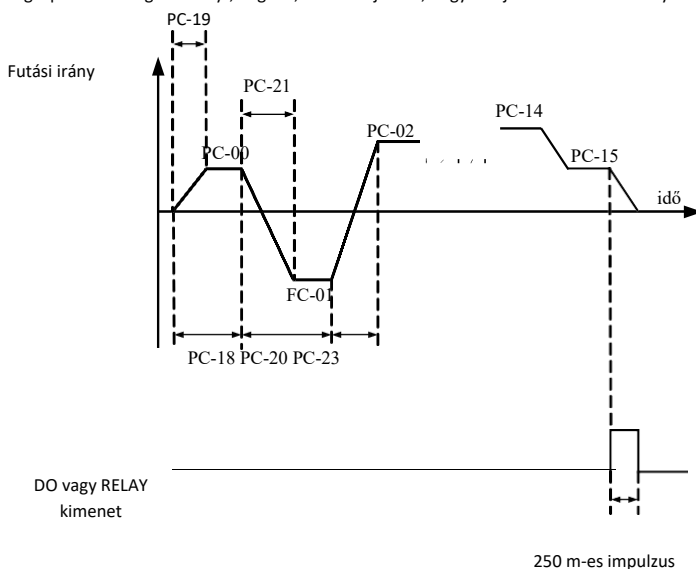 PC-19
Futási irány
PC-21
PC-14
PC-02
PC-00
PC-15
idő
FC-01
PC-18 PC-20 PC-23
DO vagy RELAY
kimenet
250 m-es impulzus